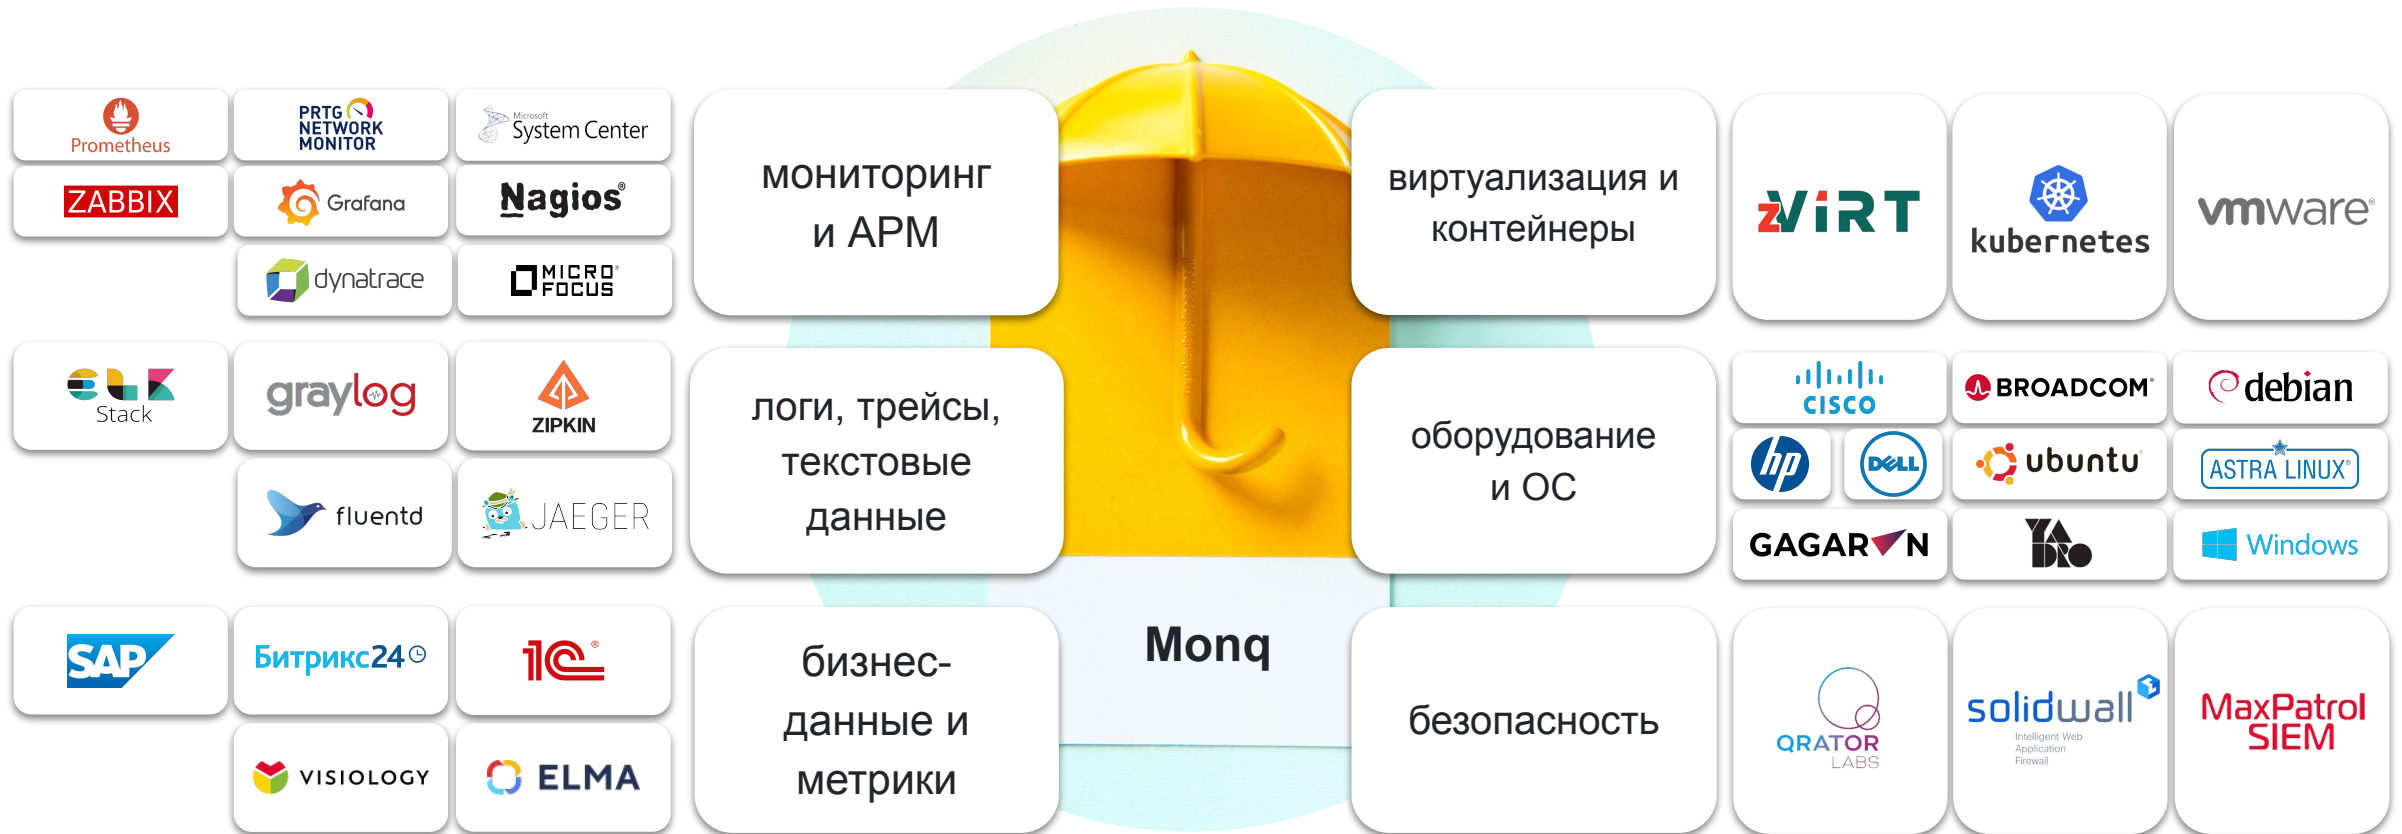 Prometheus
PRTG
NETWORK
MONITOR
Microsoft
System Center
ZABBIX
Grafana
Nagios®
dynatrace
MICRO
FOCUS®
мониторинг
и APM
виртуализация и
контейнеры
zViRT
kubernetes
vmware®
ELK
Stack
graylog
ZIPKIN
fluentd
JAEGER
логи, трейсы,
текстовые
данные
оборудование
и ОС
CISCO
BROADCOM®
debian
hp
DELL
ubuntu®
ASTRA LINUX®
GAGARIN
YADRO
Windows
SAP
Битрикс24
1С®
VISIOLOGY
ELMA
бизнес-
данные и
метрики
Monq
безопасность
QRATOR
LABS
solidwall
Intelligent Web
Application
Firewall
MaxPatrol
SIEM